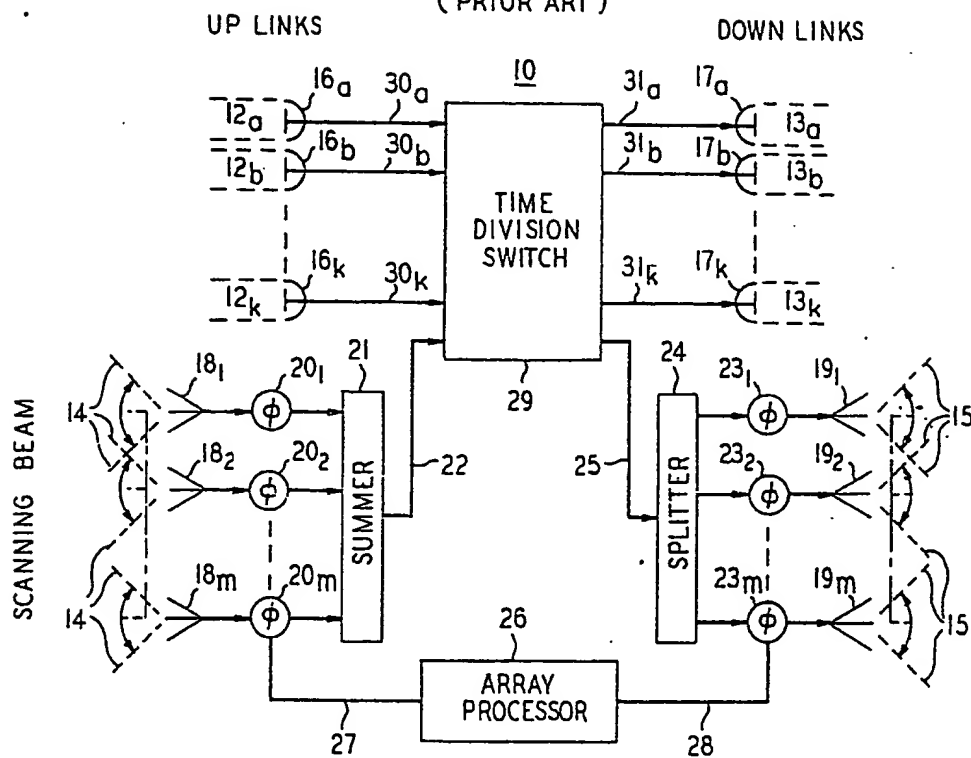 ( PRIOR ART )
UP LINKS
DOWN LINKS
10
16a 30a 31a 17a
12a 13a
16b 30b 31b 17b
12b 13b
TIME
DIVISION
SWITCH
16k 30k 31k 17k
12k 13k
29
SCANNING BEAM
14 18₁ 20₁ 21 24 23₁ 19₁ 15
ϕ ϕ
18₂ 20₂ 22 25 23₂ 19₂
ϕ ϕ
SUMMER
SPLITTER
14 18m 20m 23m 19m 15
ϕ ϕ
26
ARRAY
PROCESSOR
27 28